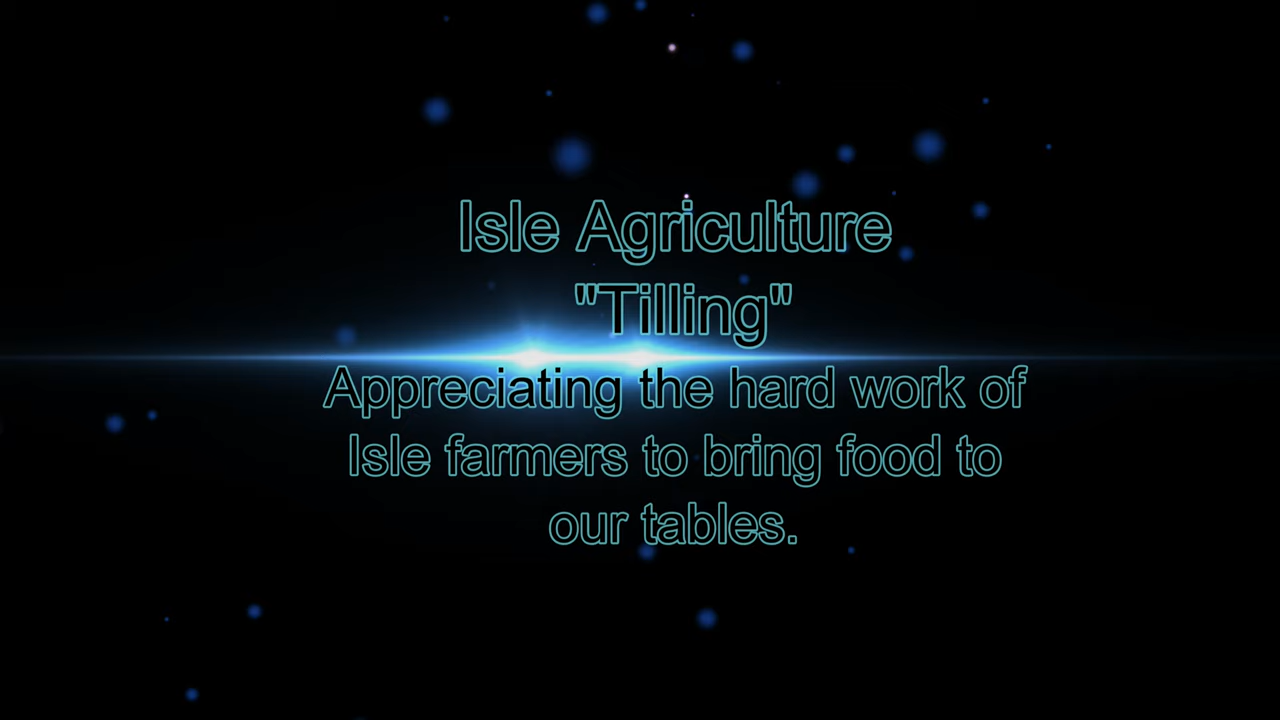 Isle Agriculture
"Tilling"
Appreciating the hard work of
Isle farmers to bring food to
our tables.